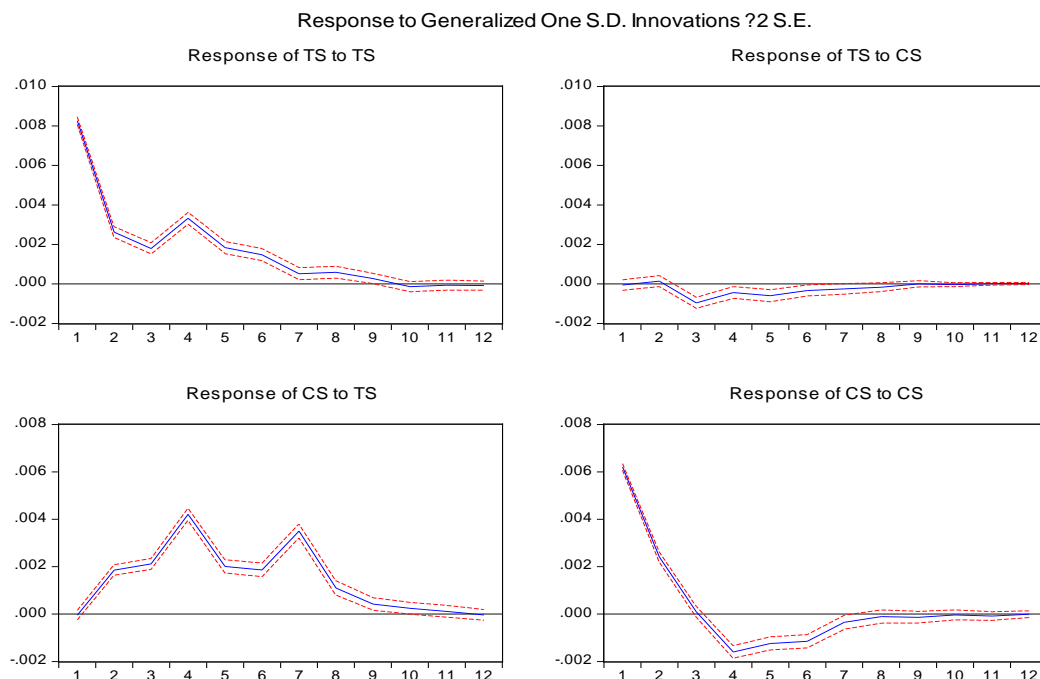 Response to Generalized One S.D. Innovations ?2 S.E.
Response of TS to TS
.010
.008
.006
.004
.002
.000
-.002
1 2 3 4 5 6 7 8 9 10 11 12
Response of TS to CS
.010
.008
.006
.004
.002
.000
-.002
1 2 3 4 5 6 7 8 9 10 11 12
Response of CS to TS
.008
.006
.004
.002
.000
-.002
1 2 3 4 5 6 7 8 9 10 11 12
Response of CS to CS
.008
.006
.004
.002
.000
-.002
1 2 3 4 5 6 7 8 9 10 11 12